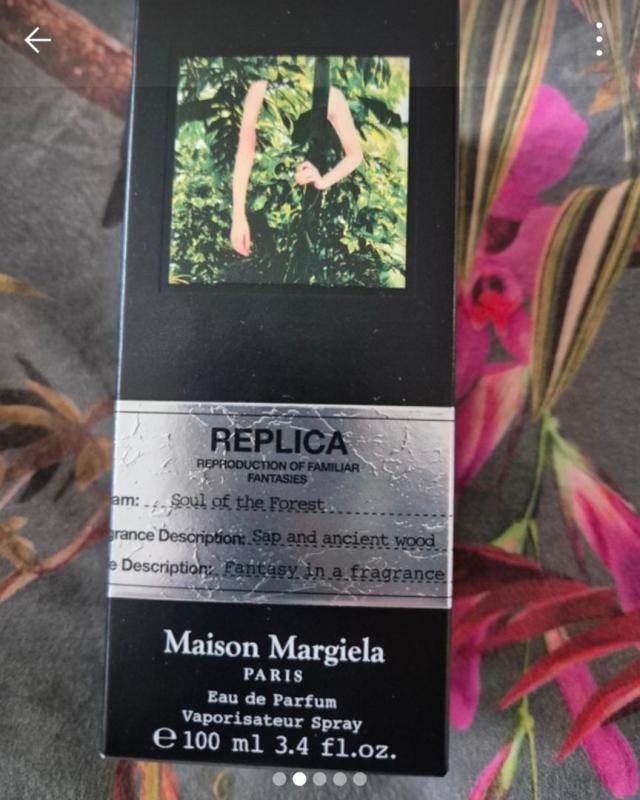 REPLICA
REPRODUCTION OF FAMILIAR
FANTASIES
am: Soul of the Forest
grance Description: Sap and ancient wood
e Description: Fantasy in a fragrance
Maison Margiela
PARIS
Eau de Parfum
Vaporisateur Spray
℮ 100 ml 3.4 fl.oz.